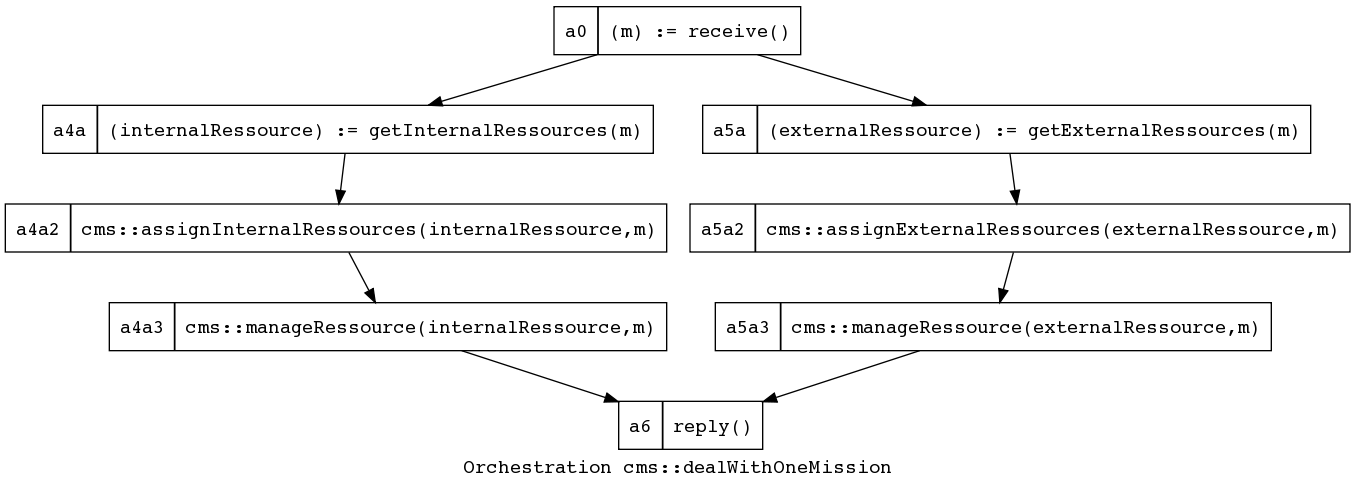 a0 (m) := receive()
a4a (internalRessource) := getInternalRessources(m)
a5a (externalRessource) := getExternalRessources(m)
a4a2 cms::assignInternalRessources(internalRessource,m)
a5a2 cms::assignExternalRessources(externalRessource,m)
a4a3 cms::manageRessource(internalRessource,m)
a5a3 cms::manageRessource(externalRessource,m)
a6 reply()
Orchestration cms::dealWithOneMission